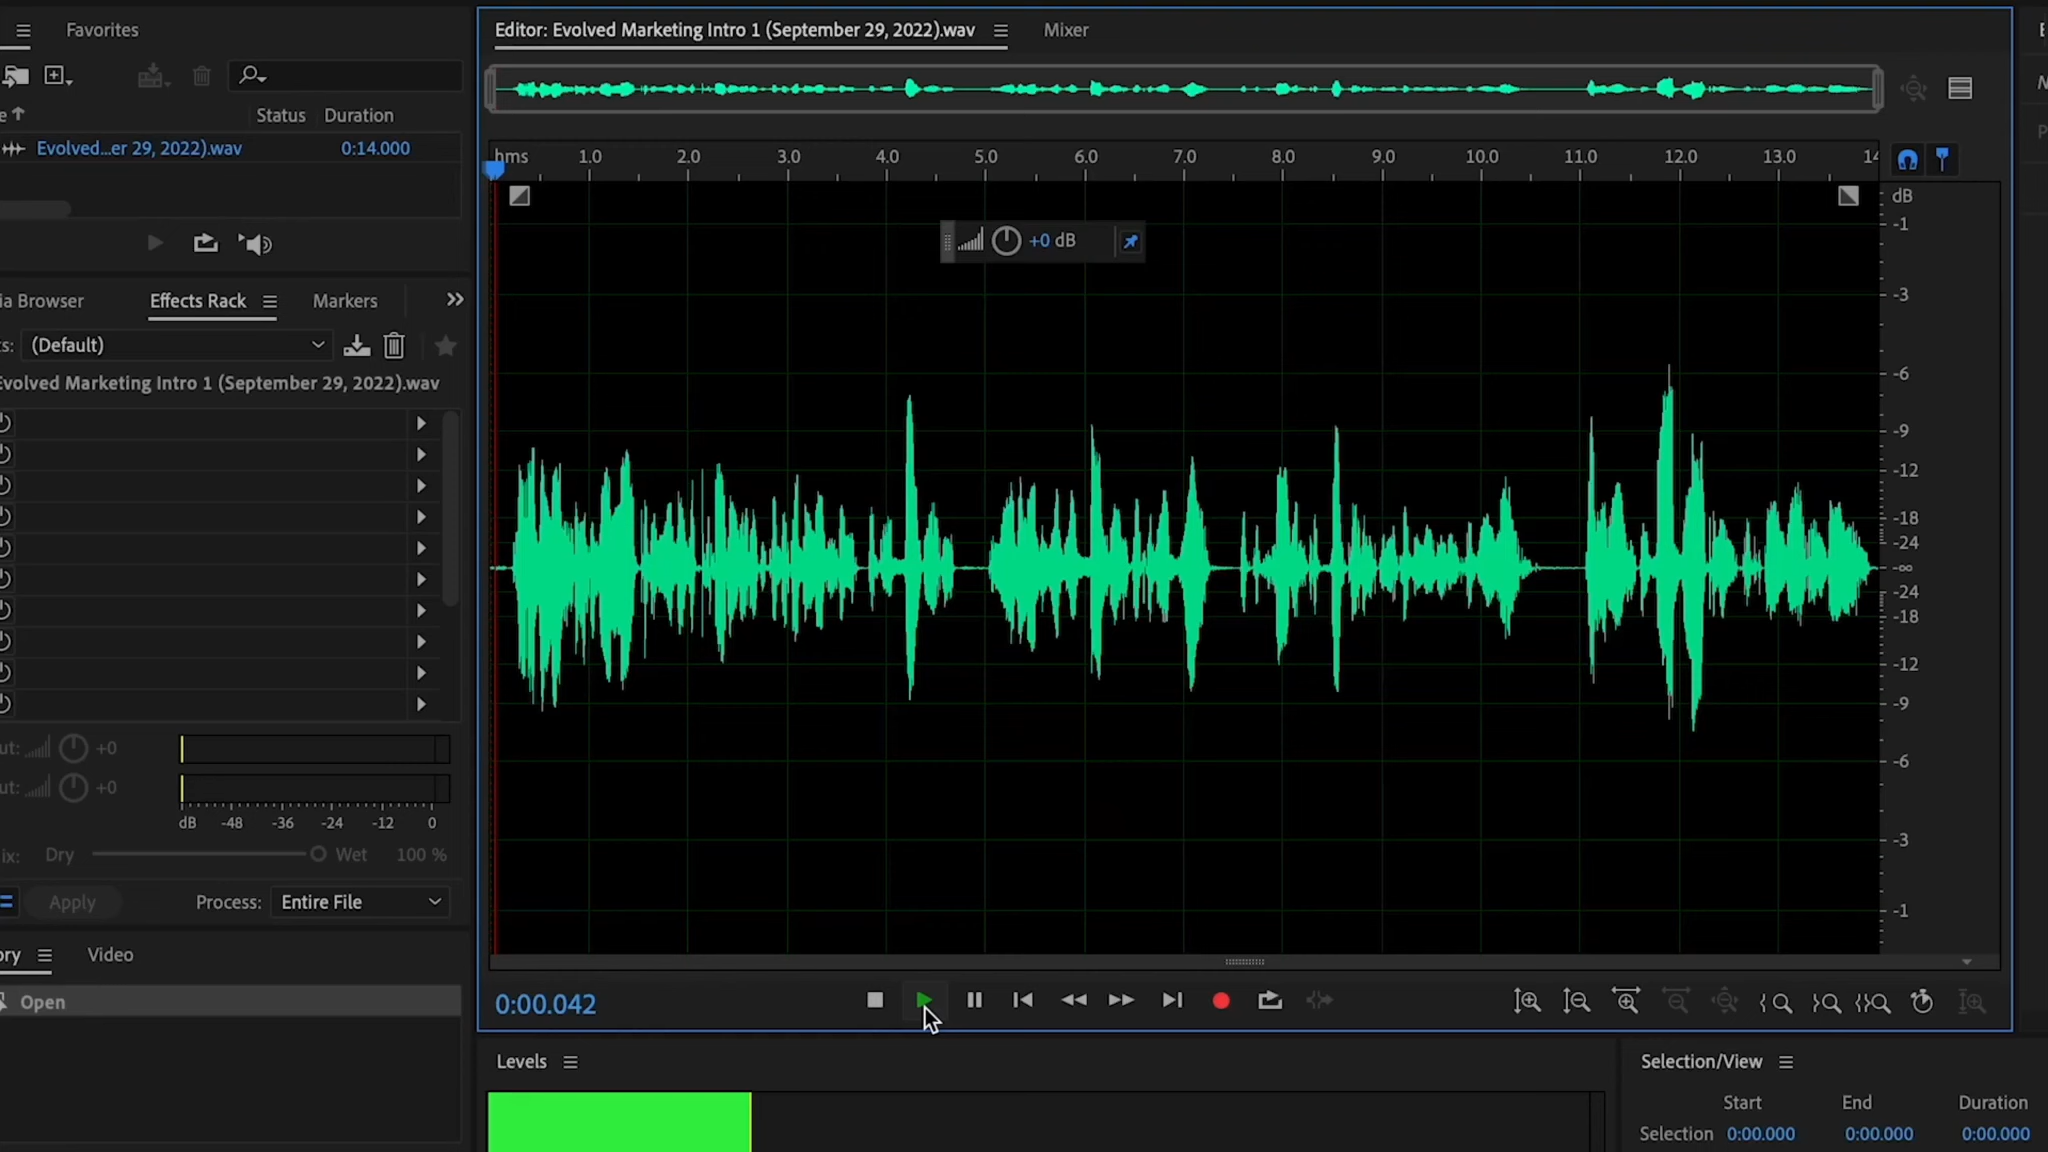 Favorites
Editor: Evolved Marketing Intro 1 (September 29, 2022).wav
Mixer
Status
Duration
Evolved...er 29, 2022).wav
0:14.000
hms 1.0 2.0 3.0 4.0 5.0 6.0 7.0 8.0 9.0 10.0 11.0 12.0 13.0 14
dB
-1
-3
-6
-9
-12
-18
-24
-∞
-24
-18
-12
-9
-6
-3
-1
+0 dB
ia Browser
Effects Rack
Markers
ts: (Default)
Evolved Marketing Intro 1 (September 29, 2022).wav
ut: +0
ut: +0
dB -48 -36 -24 -12 0
ix: Dry Wet 100 %
Apply
Process: Entire File
ory
Video
Open
0:00.042
Levels
Selection/View
Start End Duration
Selection 0:00.000 0:00.000 0:00.000